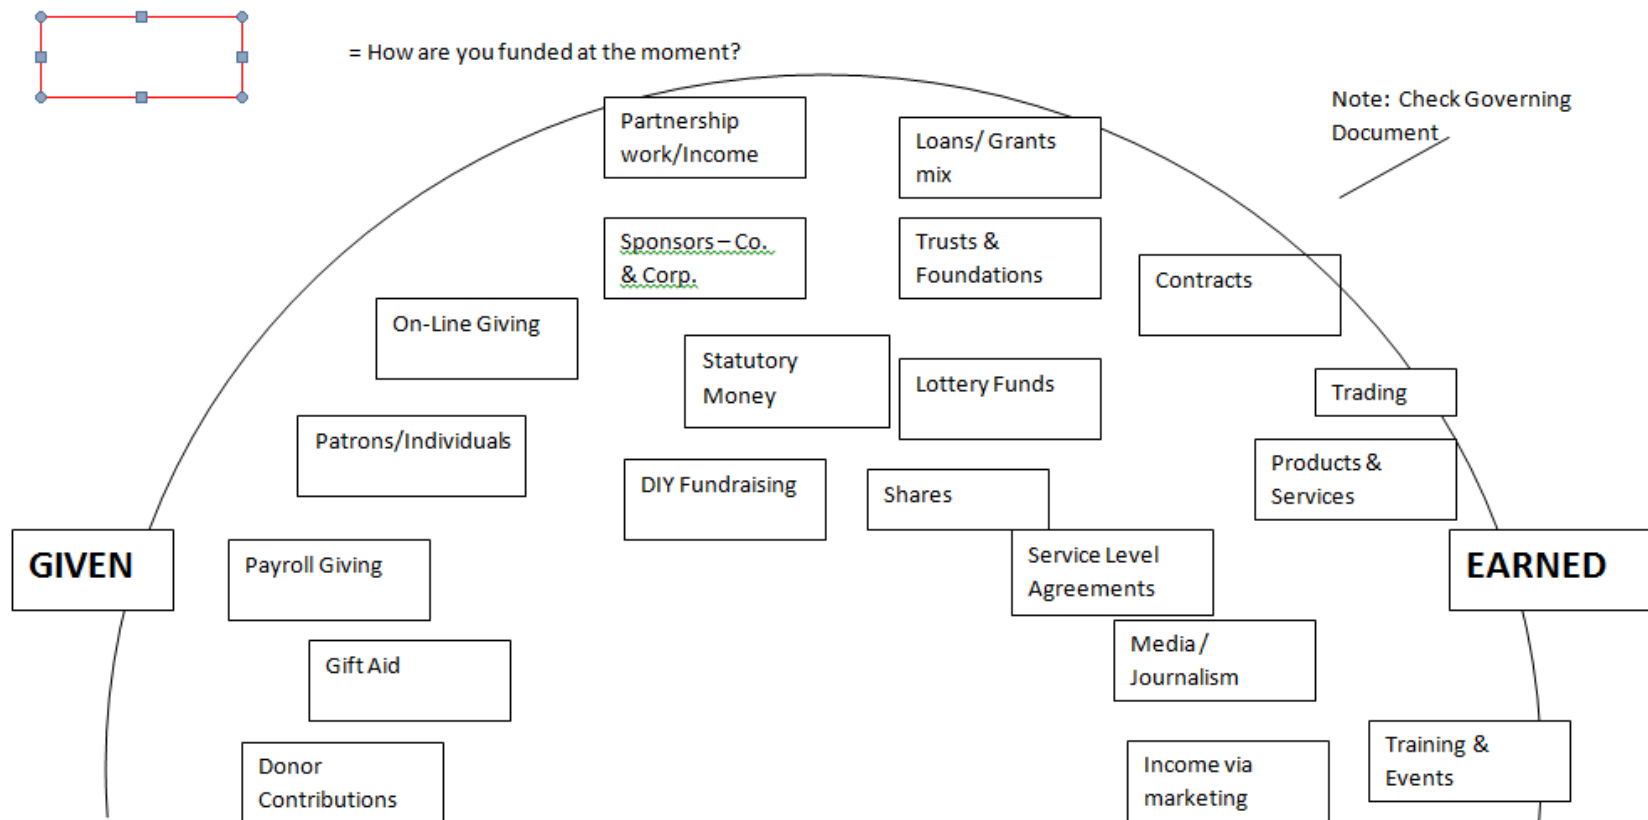 = How are you funded at the moment?
Note: Check Governing
Document
Partnership
work/Income
Loans/ Grants
mix
Sponsors – Co.
& Corp.
Trusts &
Foundations
Contracts
On-Line Giving
Statutory
Money
Lottery Funds
Trading
Patrons/Individuals
DIY Fundraising
Shares
Products &
Services
GIVEN
Payroll Giving
Service Level
Agreements
EARNED
Gift Aid
Media /
Journalism
Donor
Contributions
Income via
marketing
Training &
Events